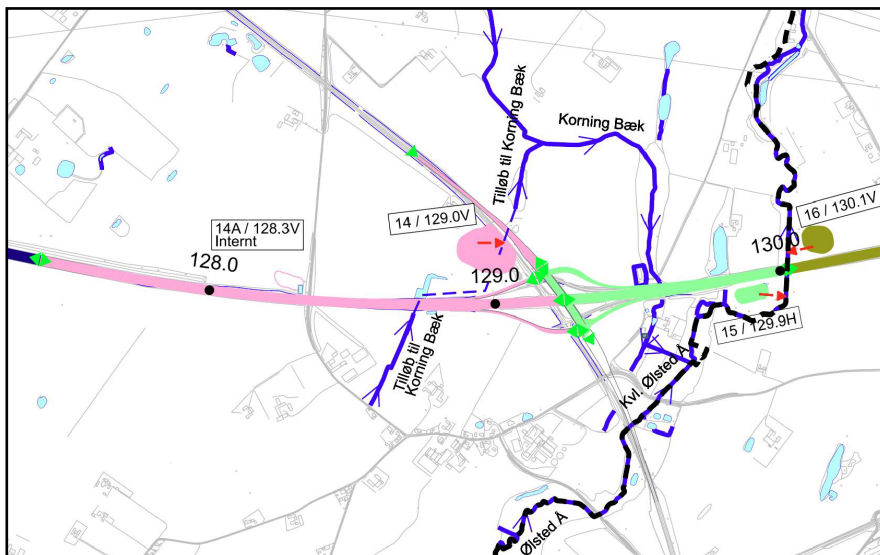 Korning Bæk
Tilløb til Korning Bæk
14A / 128.3V
Internt
14 / 129.0V
16 / 130.1V
128.0
129.0
130.0
15 / 129.9H
Tilløb til
Korning Bæk
Kvl. Ølsted Å
Ølsted Å